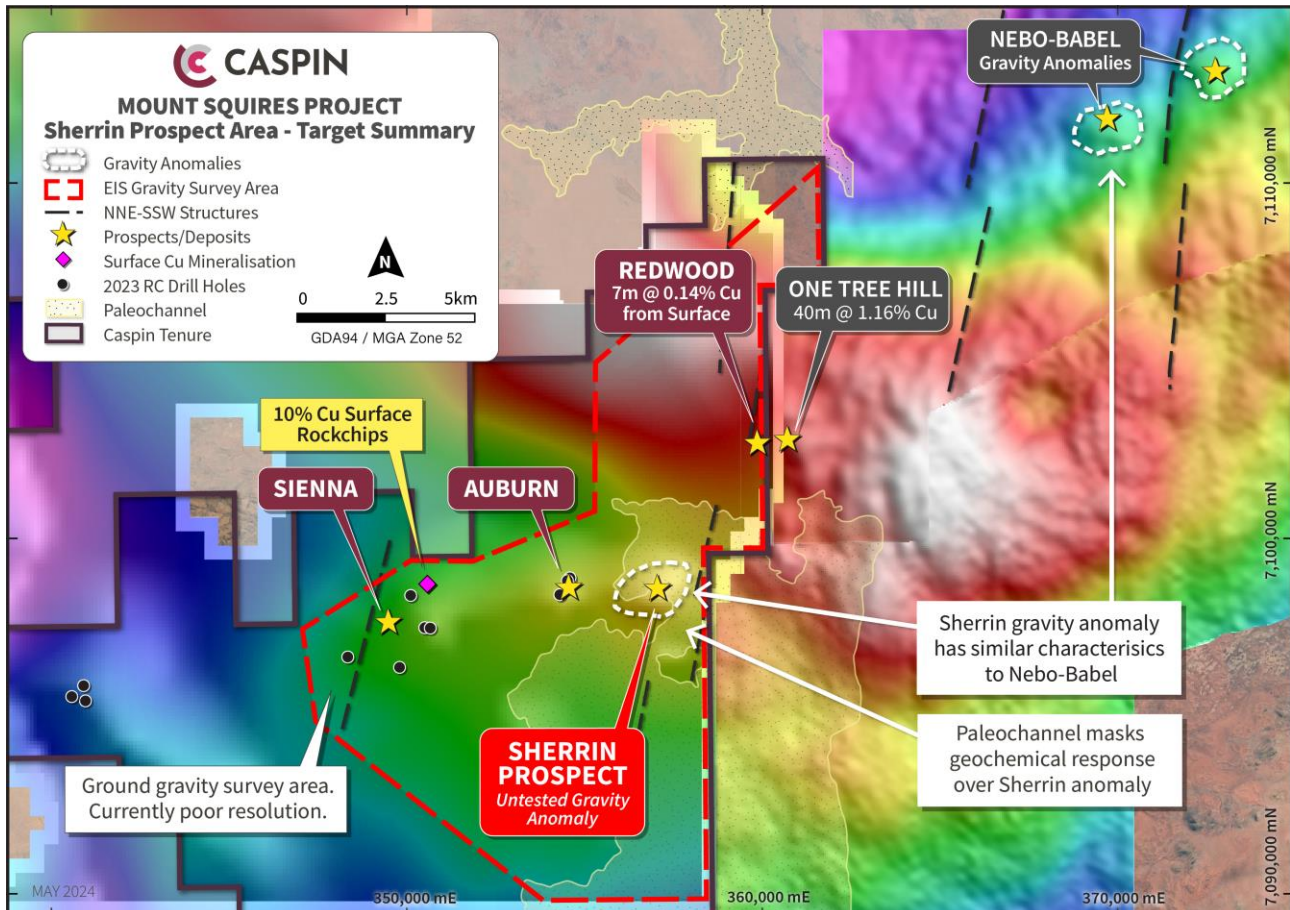 CASPIN
MOUNT SQUIRES PROJECT
Sherrin Prospect Area - Target Summary
Gravity Anomalies
EIS Gravity Survey Area
NNE-SSW Structures
Prospects/Deposits
Surface Cu Mineralisation
2023 RC Drill Holes
Paleochannel
Caspin Tenure
N
0 2.5 5km
GDA94 / MGA Zone 52
NEBO-BABEL
Gravity Anomalies
7,110,000 mN
REDWOOD
7m @ 0.14% Cu
from Surface
ONE TREE HILL
40m @ 1.16% Cu
10% Cu Surface
Rockchips
SIENNA
AUBURN
7,100,000 mN
Sherrin gravity anomaly
has similar characterisics
to Nebo-Babel
Paleochannel masks
geochemical response
over Sherrin anomaly
SHERRIN
PROSPECT
Untested Gravity
Anomaly
Ground gravity survey area.
Currently poor resolution.
7,090,000 mN
MAY 2024
350,000 mE
360,000 mE
370,000 mE